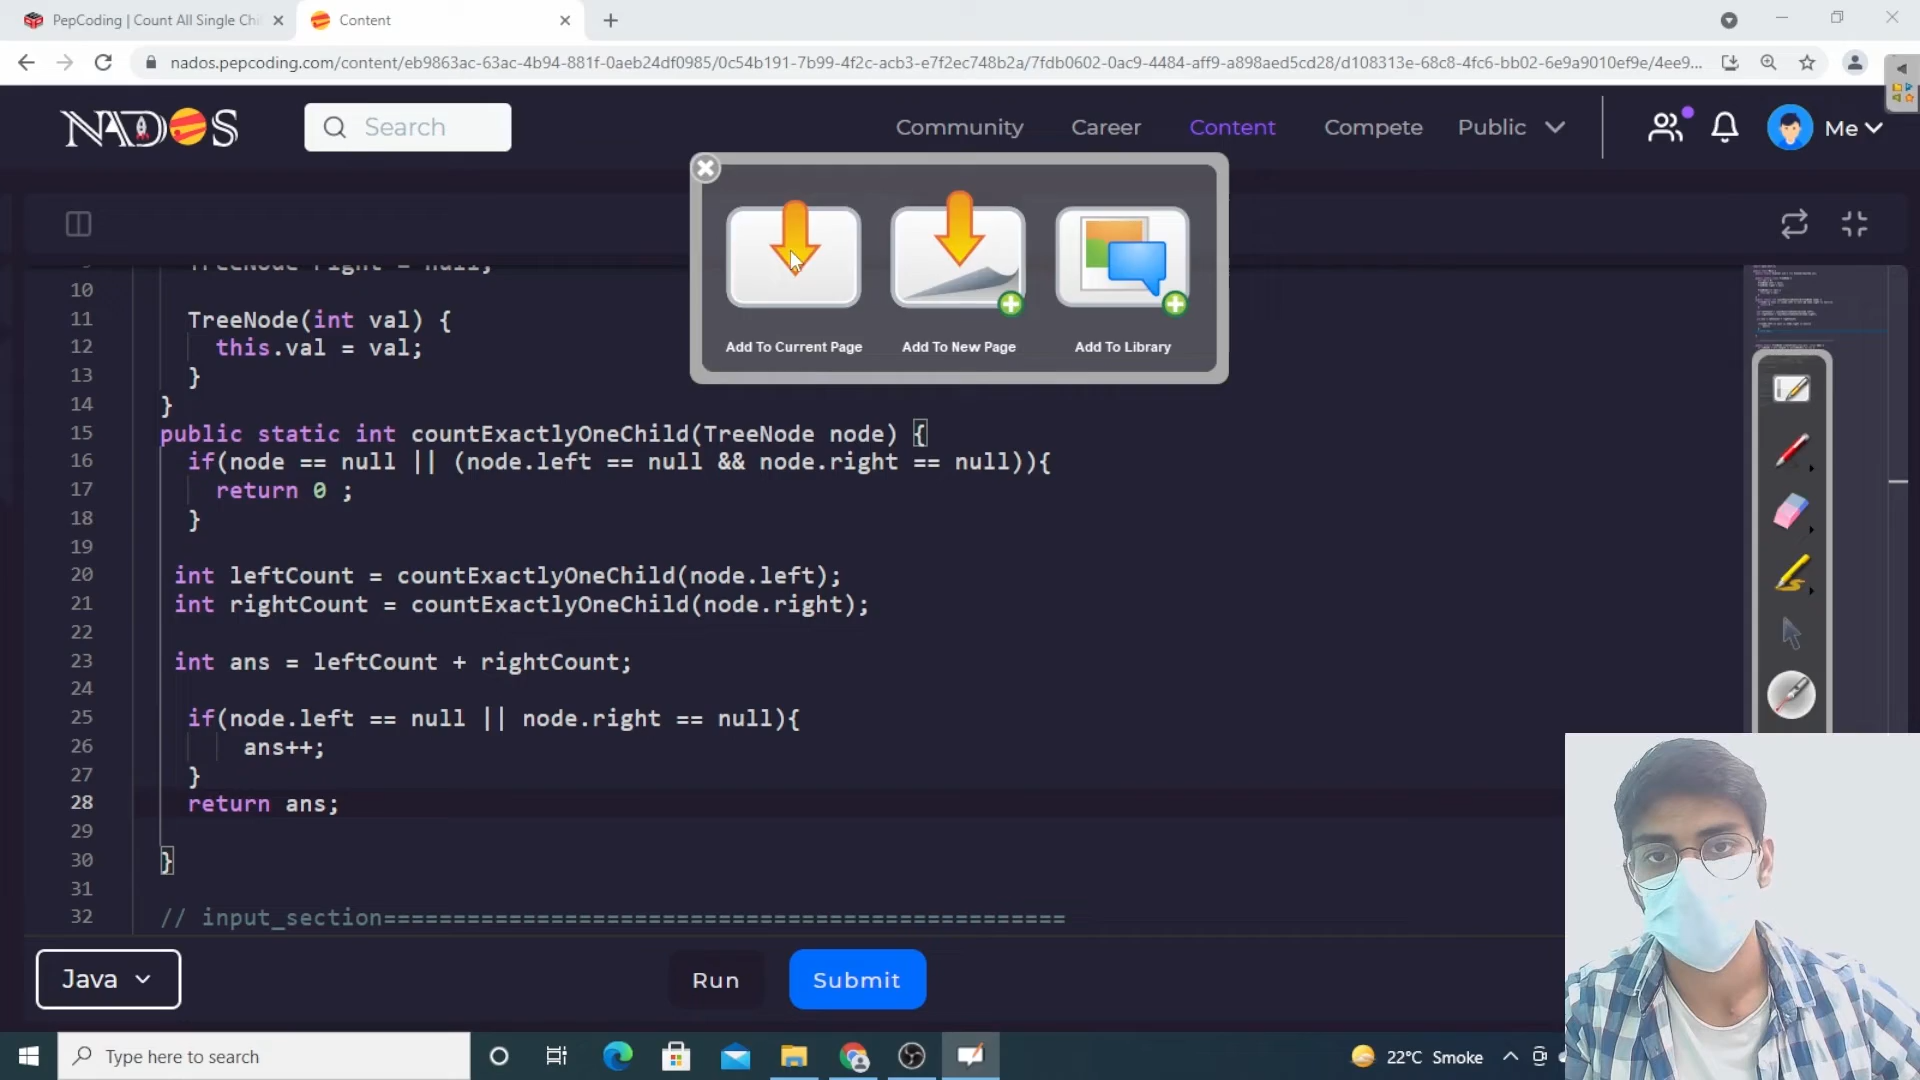 PepCoding | Count All Single Chi
Content
nados.pepcoding.com/content/eb9863ac-63ac-4b94-881f-0aeb24df0985/0c54b191-7b99-4f2c-acb3-e7f2ec748b2a/7fdb0602-0ac9-4484-aff9-a898aed5cd28/d108313e-68c8-4fc6-bb02-6e9a9010ef9e/4ee9...
NADOS
Search
Community
Career
Content
Compete
Public
Me
Add To Current Page
Add To New Page
Add To Library
9 TreeNode right = null;
10
11 TreeNode(int val) {
12 this.val = val;
13 }
14 }
15 public static int countExactlyOneChild(TreeNode node) {
16 if(node == null || (node.left == null && node.right == null)){
17 return 0 ;
18 }
19
20 int leftCount = countExactlyOneChild(node.left);
21 int rightCount = countExactlyOneChild(node.right);
22
23 int ans = leftCount + rightCount;
24
25 if(node.left == null || node.right == null){
26 ans++;
27 }
28 return ans;
29
30 }
31
32 // input_section=================================================
Java
Run
Submit
Type here to search
22°C Smoke